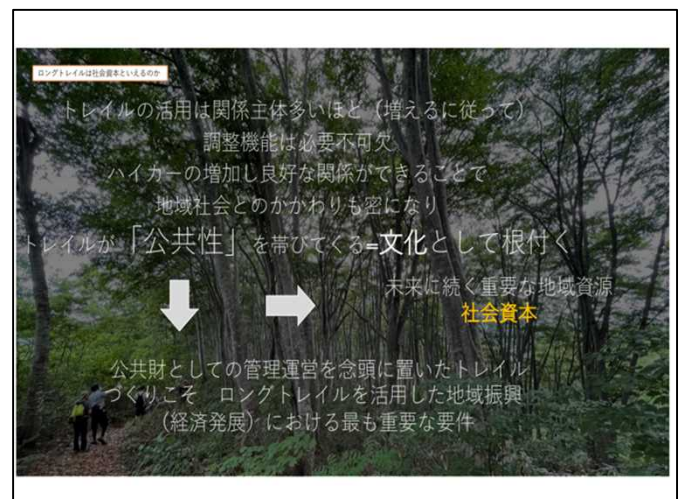 ロングトレイルは社会資本といえるのか
トレイルの活用は関係主体多いほど（増えるに従って）
調整機能は必要不可欠
ハイカーの増加し良好な関係ができることで
地域社会とのかかわりも密になり
トレイルが「公共性」を帯びてくる=文化として根付く
未来に続く重要な地域資源
社会資本
公共財としての管理運営を念頭に置いたトレイル
づくりこそ　ロングトレイルを活用した地域振興
（経済発展）における最も重要な要件